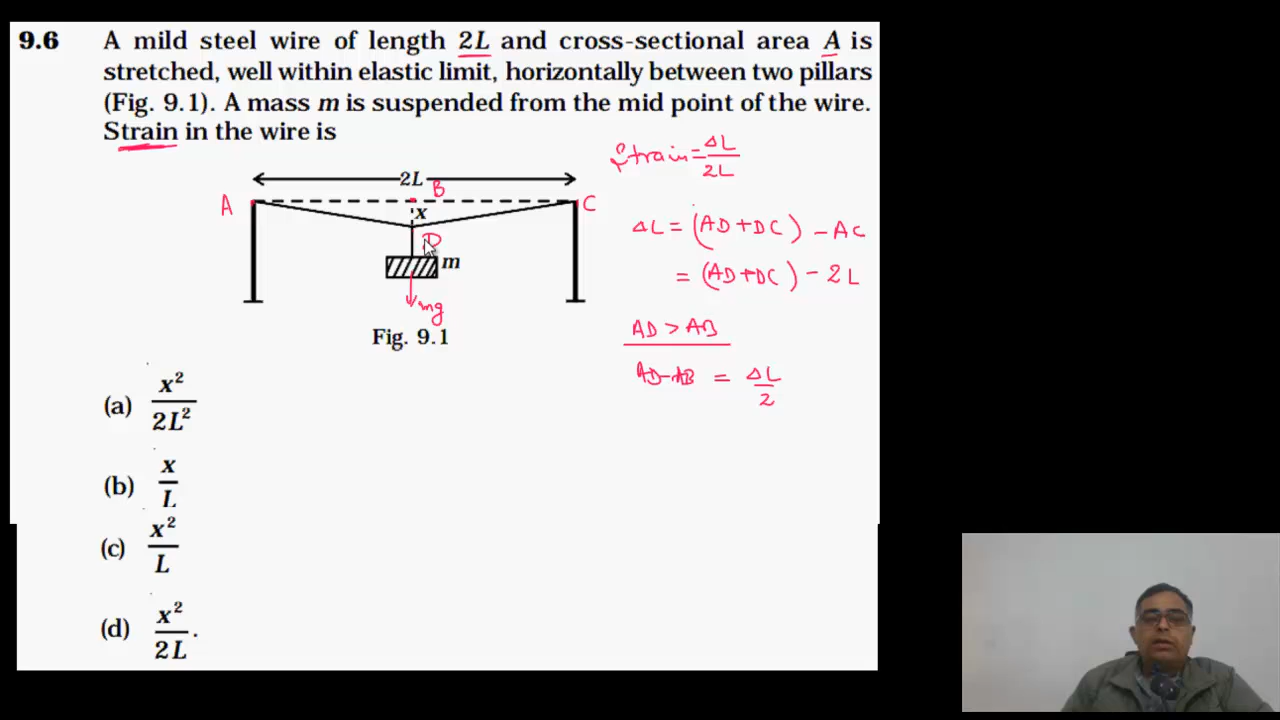 9.6 A mild steel wire of length 2L and cross-sectional area A is
stretched, well within elastic limit, horizontally between two pillars
(Fig. 9.1). A mass m is suspended from the mid point of the wire.
Strain in the wire is
Strain = ΔL/2L
2L
A B C
x
D
m
mg
Fig. 9.1
ΔL = (AD+DC) - AC
= (AD+DC) - 2L
AD > AB
AD-AB = ΔL/2
(a) x²/2L²
(b) x/L
(c) x²/L
(d) x²/2L.